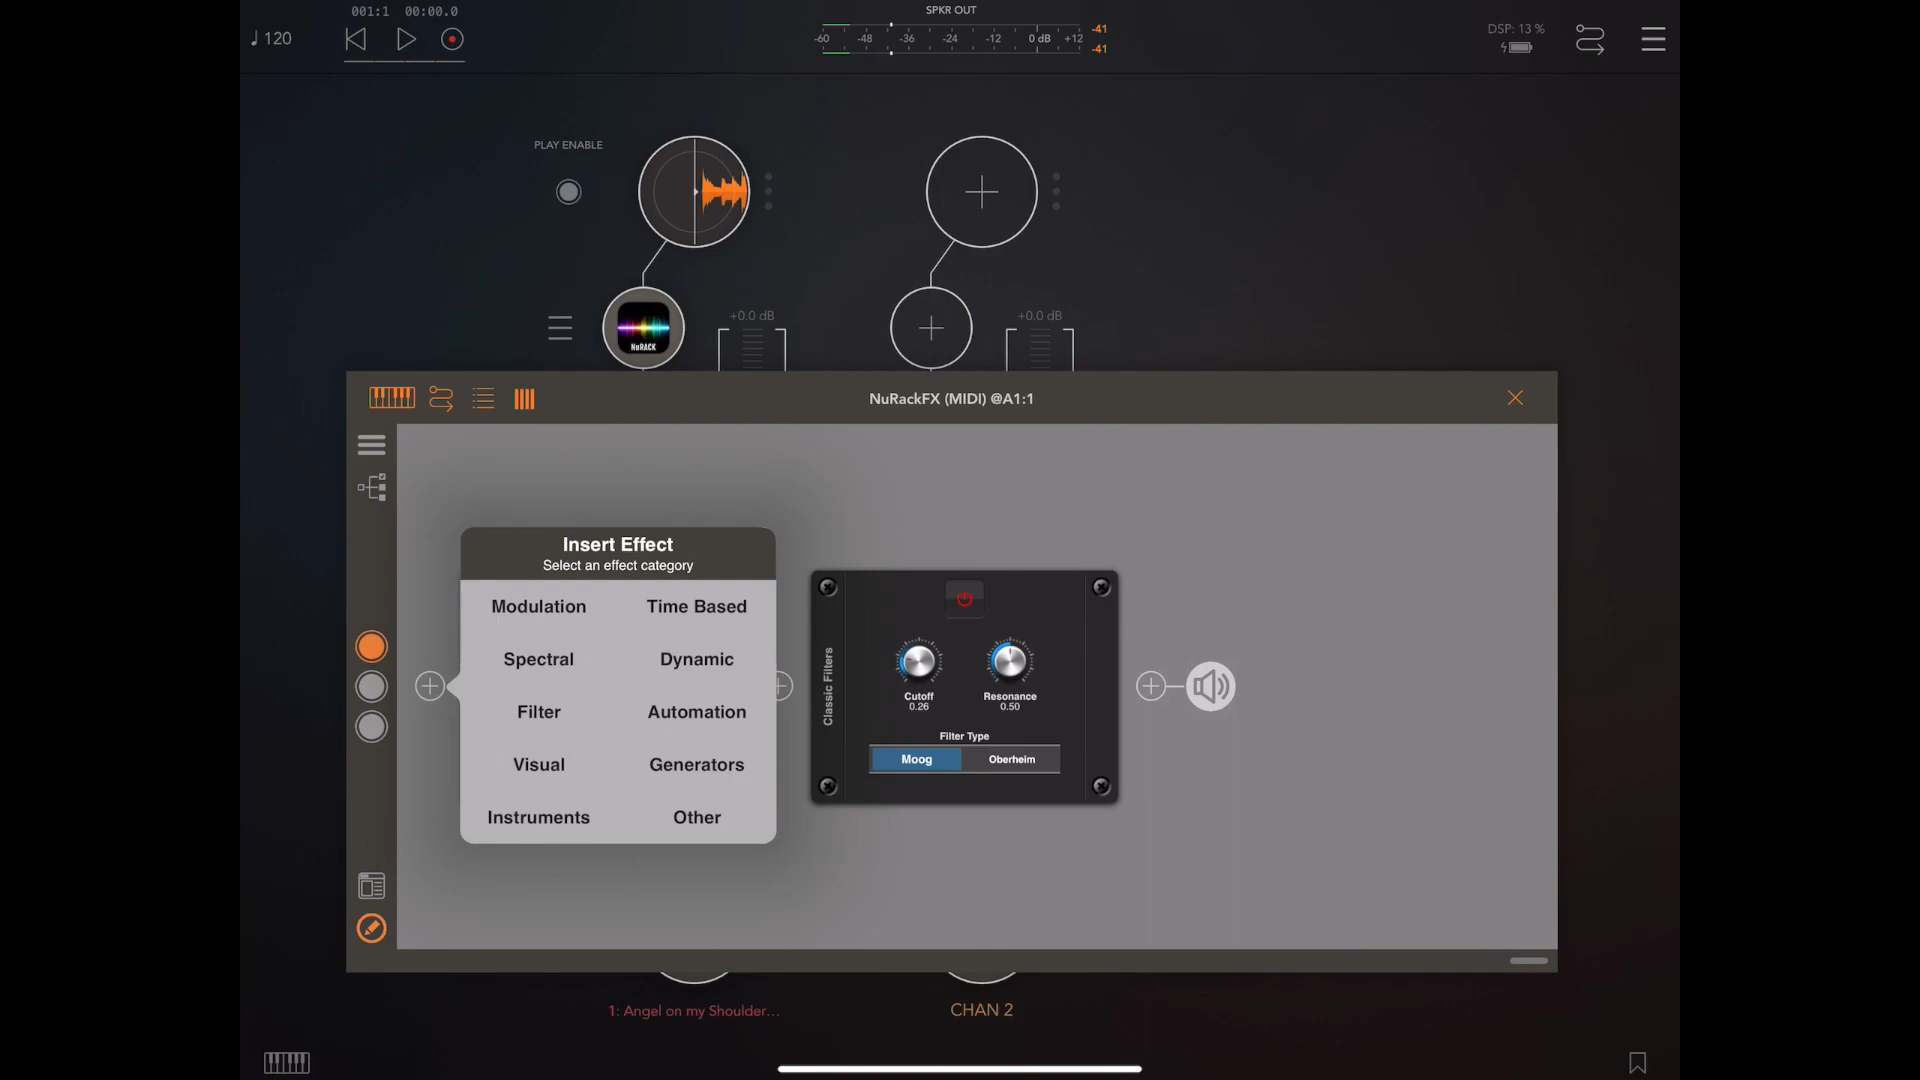 001:1 00:00.0
♩ 120
SPKR OUT
-60 -48 -36 -24 -12 0 dB +12
-41
-41
DSP: 13 %
PLAY ENABLE
NuRACK
+0.0 dB
+0.0 dB
NuRackFX (MIDI) @A1:1
Insert Effect
Select an effect category
Modulation Time Based
Spectral Dynamic
Filter Automation
Visual Generators
Instruments Other
Classic Filters
Cutoff
0.26
Resonance
0.50
Filter Type
Moog Oberheim
1: Angel on my Shoulder...
CHAN 2